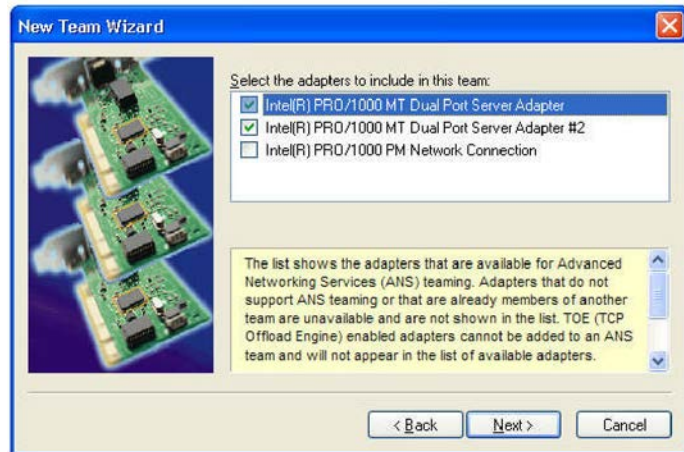 New Team Wizard
Select the adapters to include in this team:
Intel(R) PRO/1000 MT Dual Port Server Adapter
Intel(R) PRO/1000 MT Dual Port Server Adapter #2
Intel(R) PRO/1000 PM Network Connection
The list shows the adapters that are available for Advanced
Networking Services (ANS) teaming. Adapters that do not
support ANS teaming or that are already members of another
team are unavailable and are not shown in the list. TOE (TCP
Offload Engine) enabled adapters cannot be added to an ANS
team and will not appear in the list of available adapters.
< Back
Next >
Cancel